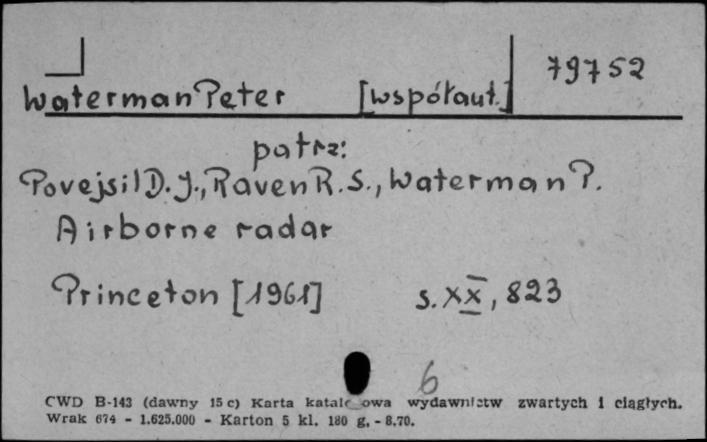 79752
Waterman Peter [współaut.]
patrz:
Povejsil D. J., Raven R. S., Waterman P.
Airborne radar
Princeton [1961] s. XX, 823
6
CWD B-143 (dawny 15 c) Karta katalogowa wydawnictw zwartych i ciągłych.
Wrak 674 - 1.625.000 - Karton 5 kl. 180 g. - 8.70.